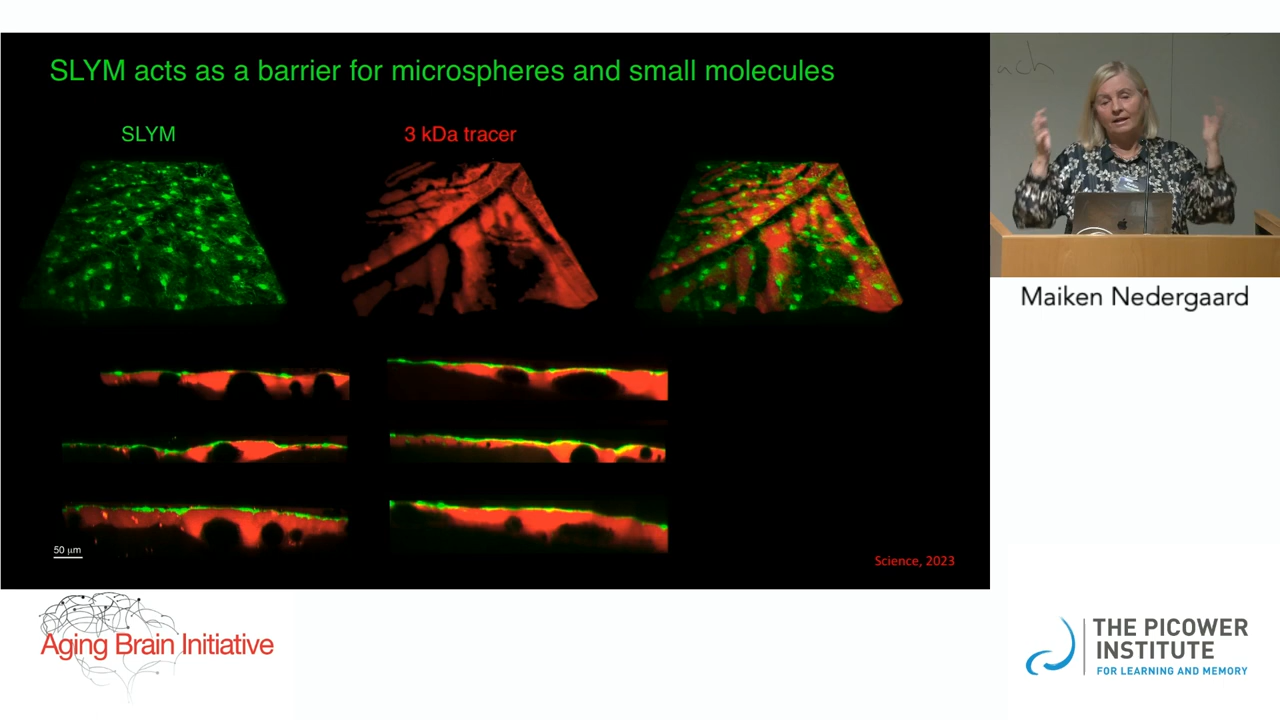 SLYM acts as a barrier for microspheres and small molecules
SLYM
3 kDa tracer
50 μm
Science, 2023
ach
Maiken Nedergaard
Aging Brain Initiative
THE PICOWER
INSTITUTE
FOR LEARNING AND MEMORY